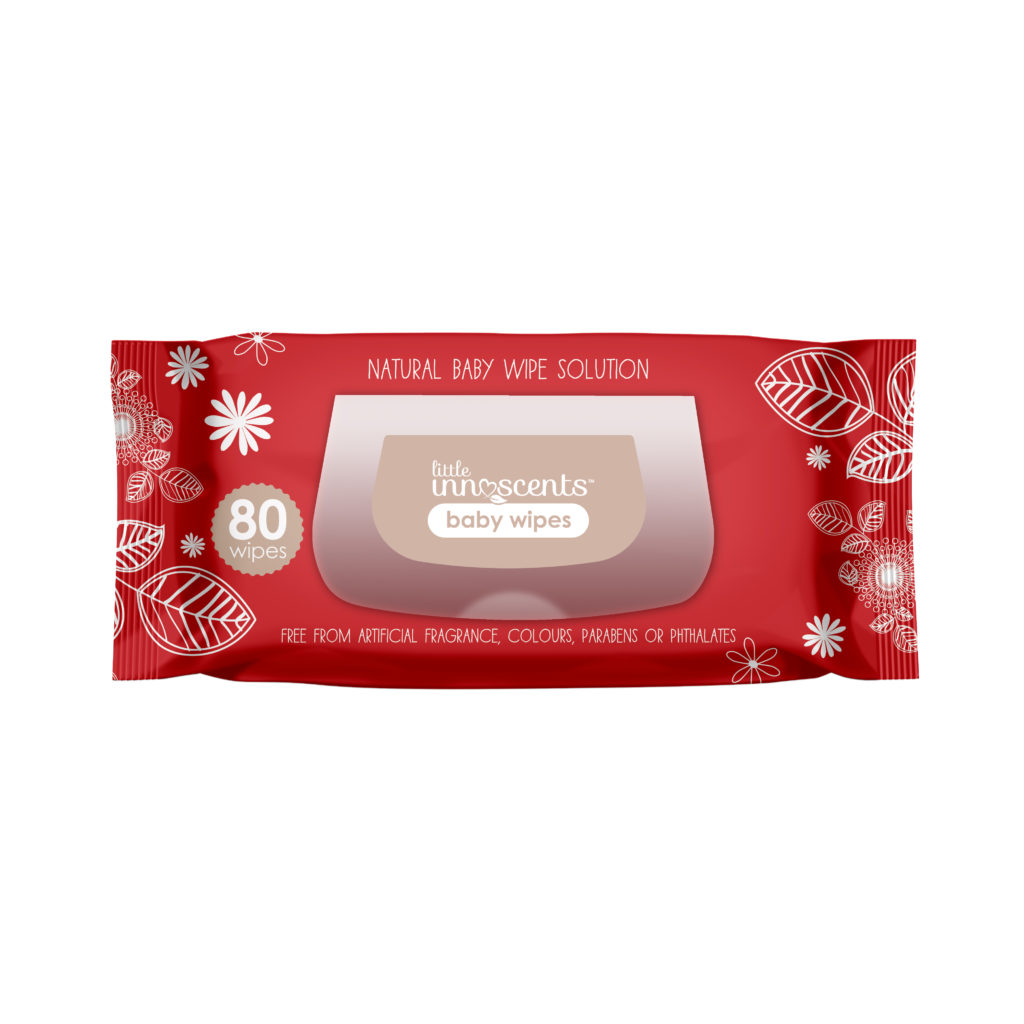 NATURAL BABY WIPE SOLUTION
little
innoscents™
baby wipes
80
wipes
FREE FROM ARTIFICIAL FRAGRANCE, COLOURS, PARABENS OR PHTHALATES